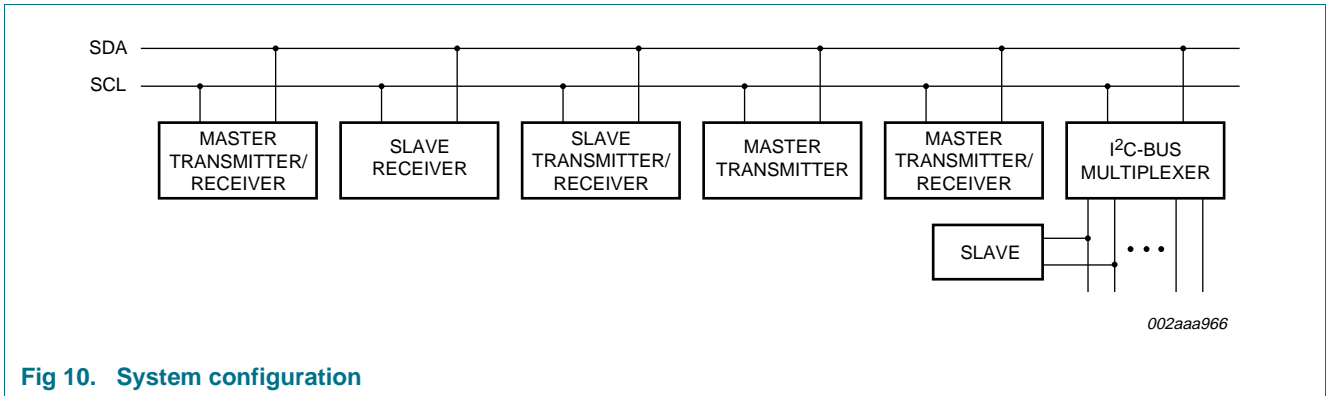 SDA
SCL
MASTER
TRANSMITTER/
RECEIVER
SLAVE
RECEIVER
SLAVE
TRANSMITTER/
RECEIVER
MASTER
TRANSMITTER
MASTER
TRANSMITTER/
RECEIVER
I²C-BUS
MULTIPLEXER
SLAVE
002aaa966
Fig 10. System configuration